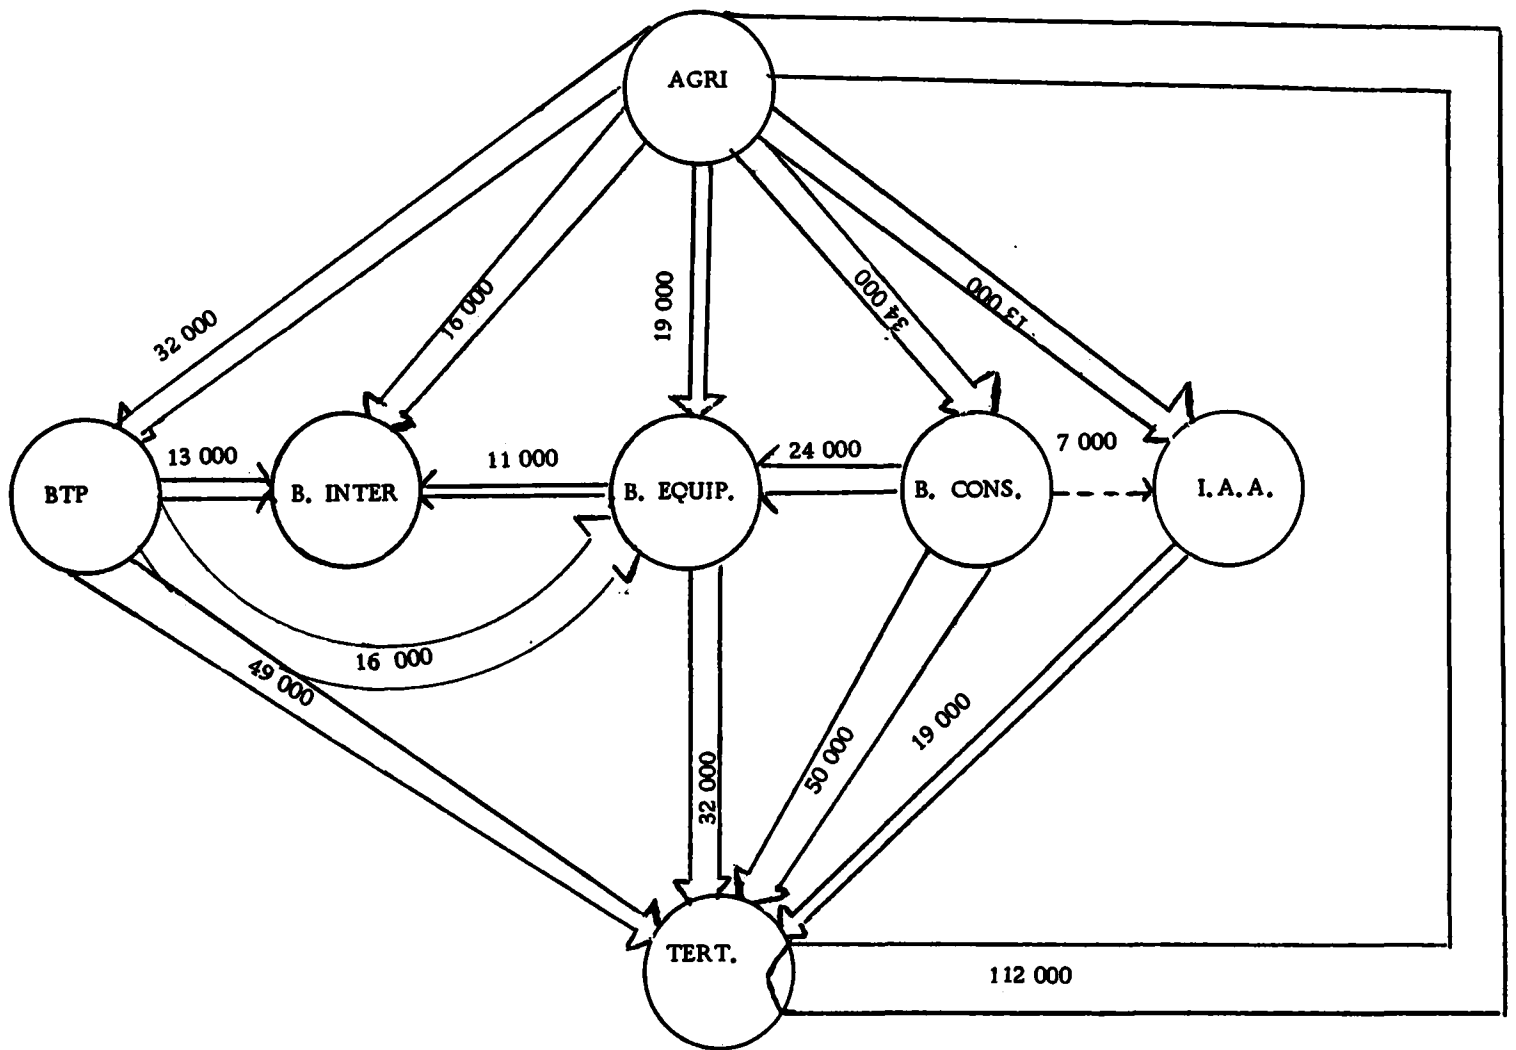 AGRI
32 000
16 000
19 000
34 000
13 000
BTP
13 000
B. INTER
11 000
B. EQUIP.
24 000
B. CONS.
7 000
I.A.A.
16 000
49 000
32 000
50 000
19 000
TERT.
112 000